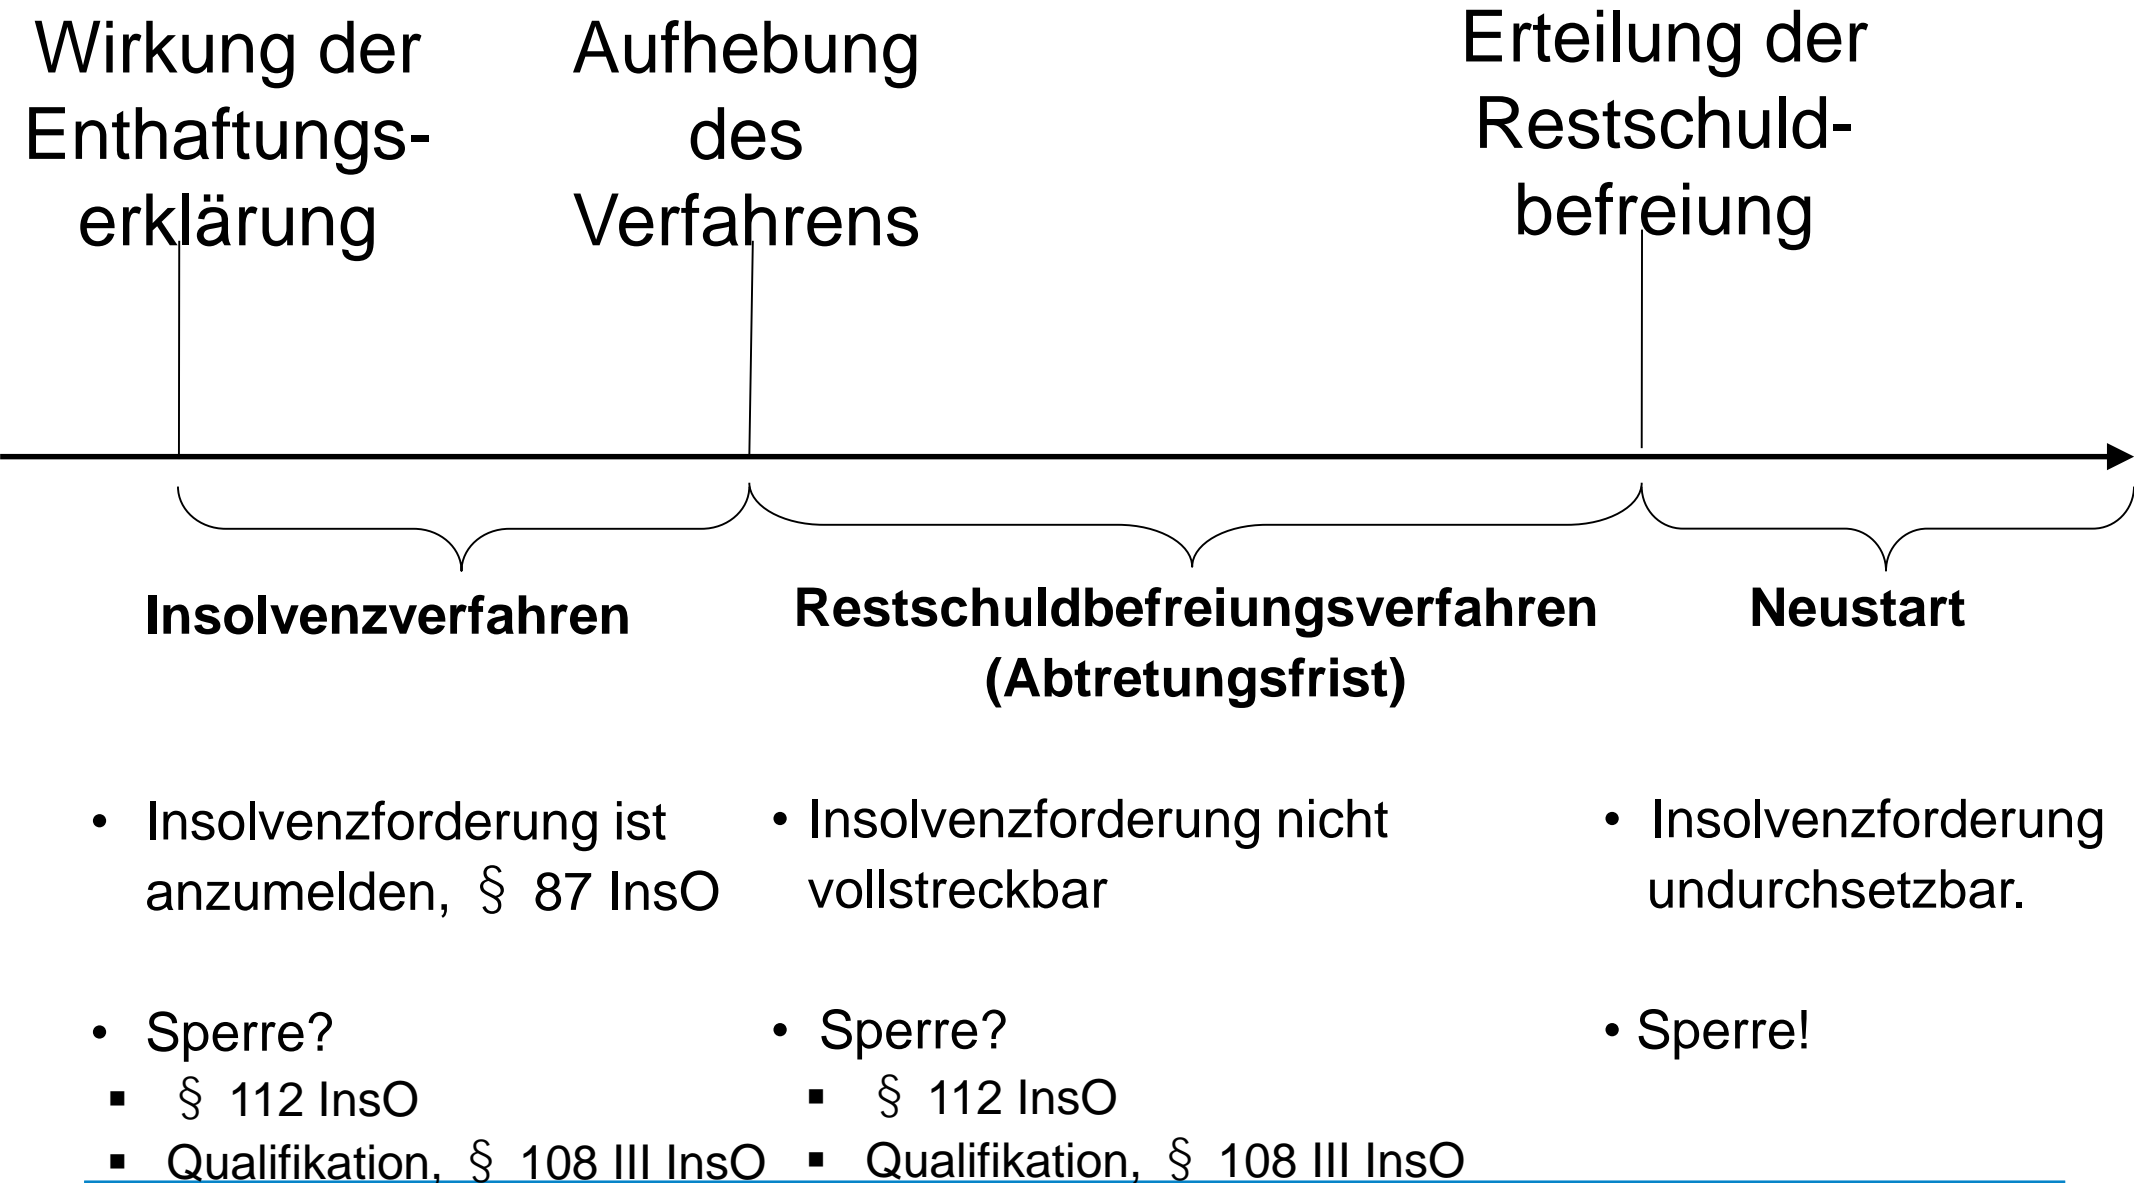 Wirkung der
Enthaftungs-
erklärung
Aufhebung
des
Verfahrens
Erteilung der
Restschuld-
befreiung
Insolvenzverfahren
Restschuldbefreiungsverfahren
(Abtretungsfrist)
Neustart
• Insolvenzforderung ist
anzumelden, § 87 InsO
• Sperre?
▪ § 112 InsO
▪ Qualifikation, § 108 III InsO
• Insolvenzforderung nicht
vollstreckbar
• Sperre?
▪ § 112 InsO
▪ Qualifikation, § 108 III InsO
• Insolvenzforderung
undurchsetzbar.
• Sperre!